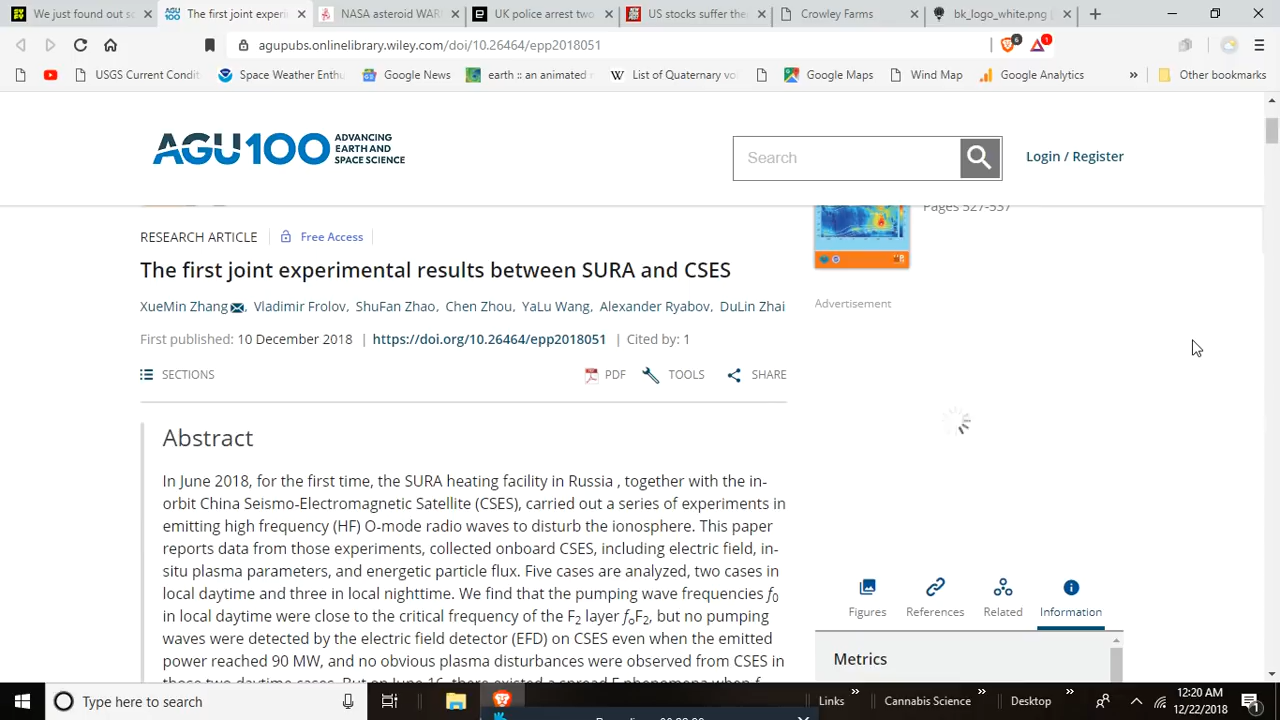 We just found out so
The first joint experi
NASA asteroid WAR
UK police arrest two
US stocks suffer the
Crowley Farms
bk_logo_white.png
agupubs.onlinelibrary.wiley.com/doi/10.26464/epp2018051
6
1
USGS Current Condit
Space Weather Enthu
Google News
earth :: an animated
List of Quaternary vo
Google Maps
Wind Map
Google Analytics
Other bookmarks
AGU100 ADVANCING
EARTH AND
SPACE SCIENCE
Search
Login / Register
Pages 527-537
RESEARCH ARTICLE
Free Access
The first joint experimental results between SURA and CSES
XueMin Zhang, Vladimir Frolov, ShuFan Zhao, Chen Zhou, YaLu Wang, Alexander Ryabov, DuLin Zhai
Advertisement
First published: 10 December 2018 | https://doi.org/10.26464/epp2018051 | Cited by: 1
SECTIONS
PDF
TOOLS
SHARE
Abstract
In June 2018, for the first time, the SURA heating facility in Russia , together with the in-
orbit China Seismo-Electromagnetic Satellite (CSES), carried out a series of experiments in
emitting high frequency (HF) O-mode radio waves to disturb the ionosphere. This paper
reports data from those experiments, collected onboard CSES, including electric field, in-
situ plasma parameters, and energetic particle flux. Five cases are analyzed, two cases in
local daytime and three in local nighttime. We find that the pumping wave frequencies f0
in local daytime were close to the critical frequency of the F2 layer foF2, but no pumping
waves were detected by the electric field detector (EFD) on CSES even when the emitted
power reached 90 MW, and no obvious plasma disturbances were observed from CSES in
Figures
References
Related
Information
Metrics
Type here to search
Links
Cannabis Science
Desktop
12:20 AM
12/22/2018
1